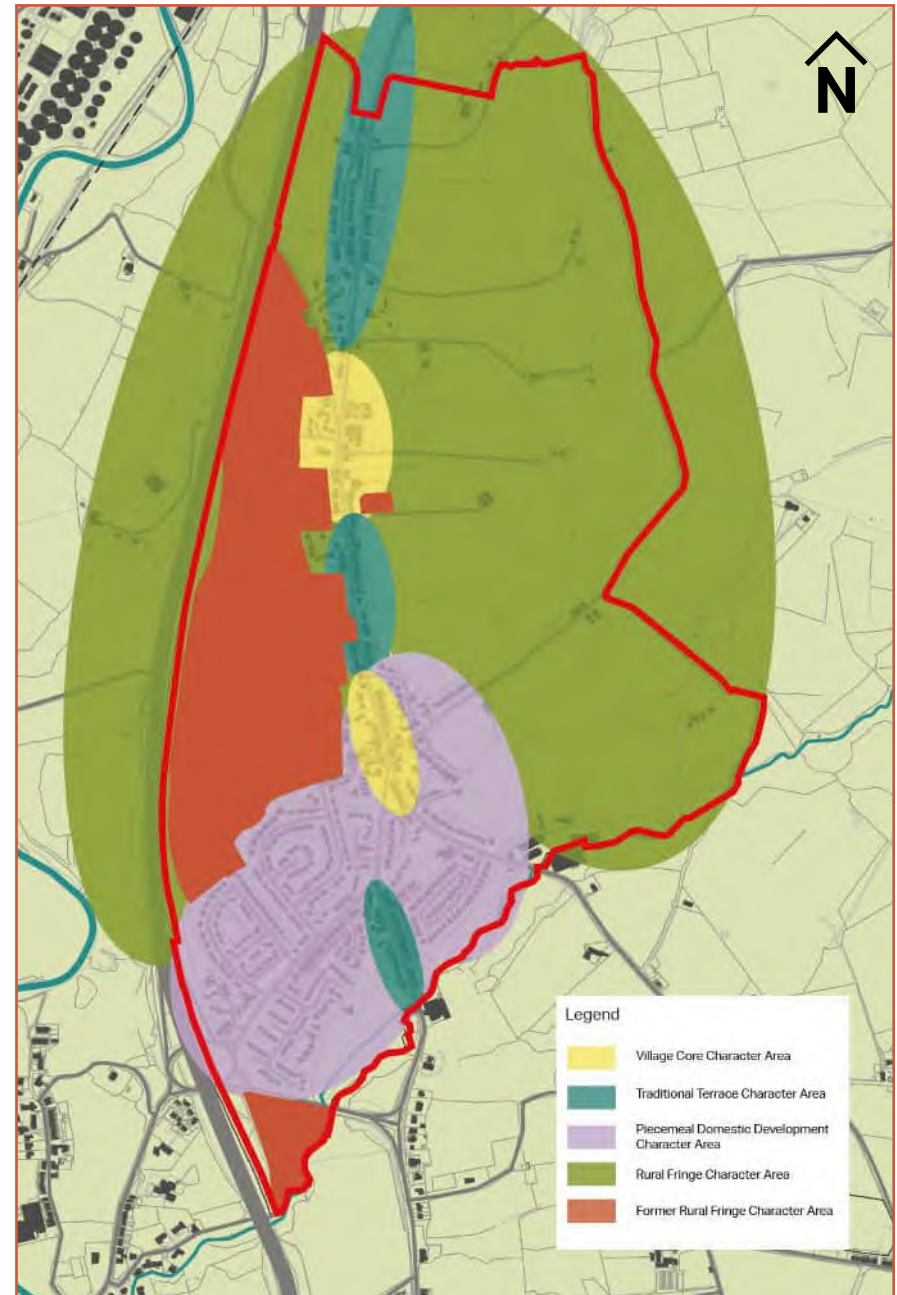 N
Legend
Village Core Character Area
Traditional Terrace Character Area
Piecemeal Domestic Development
Character Area
Rural Fringe Character Area
Former Rural Fringe Character Area